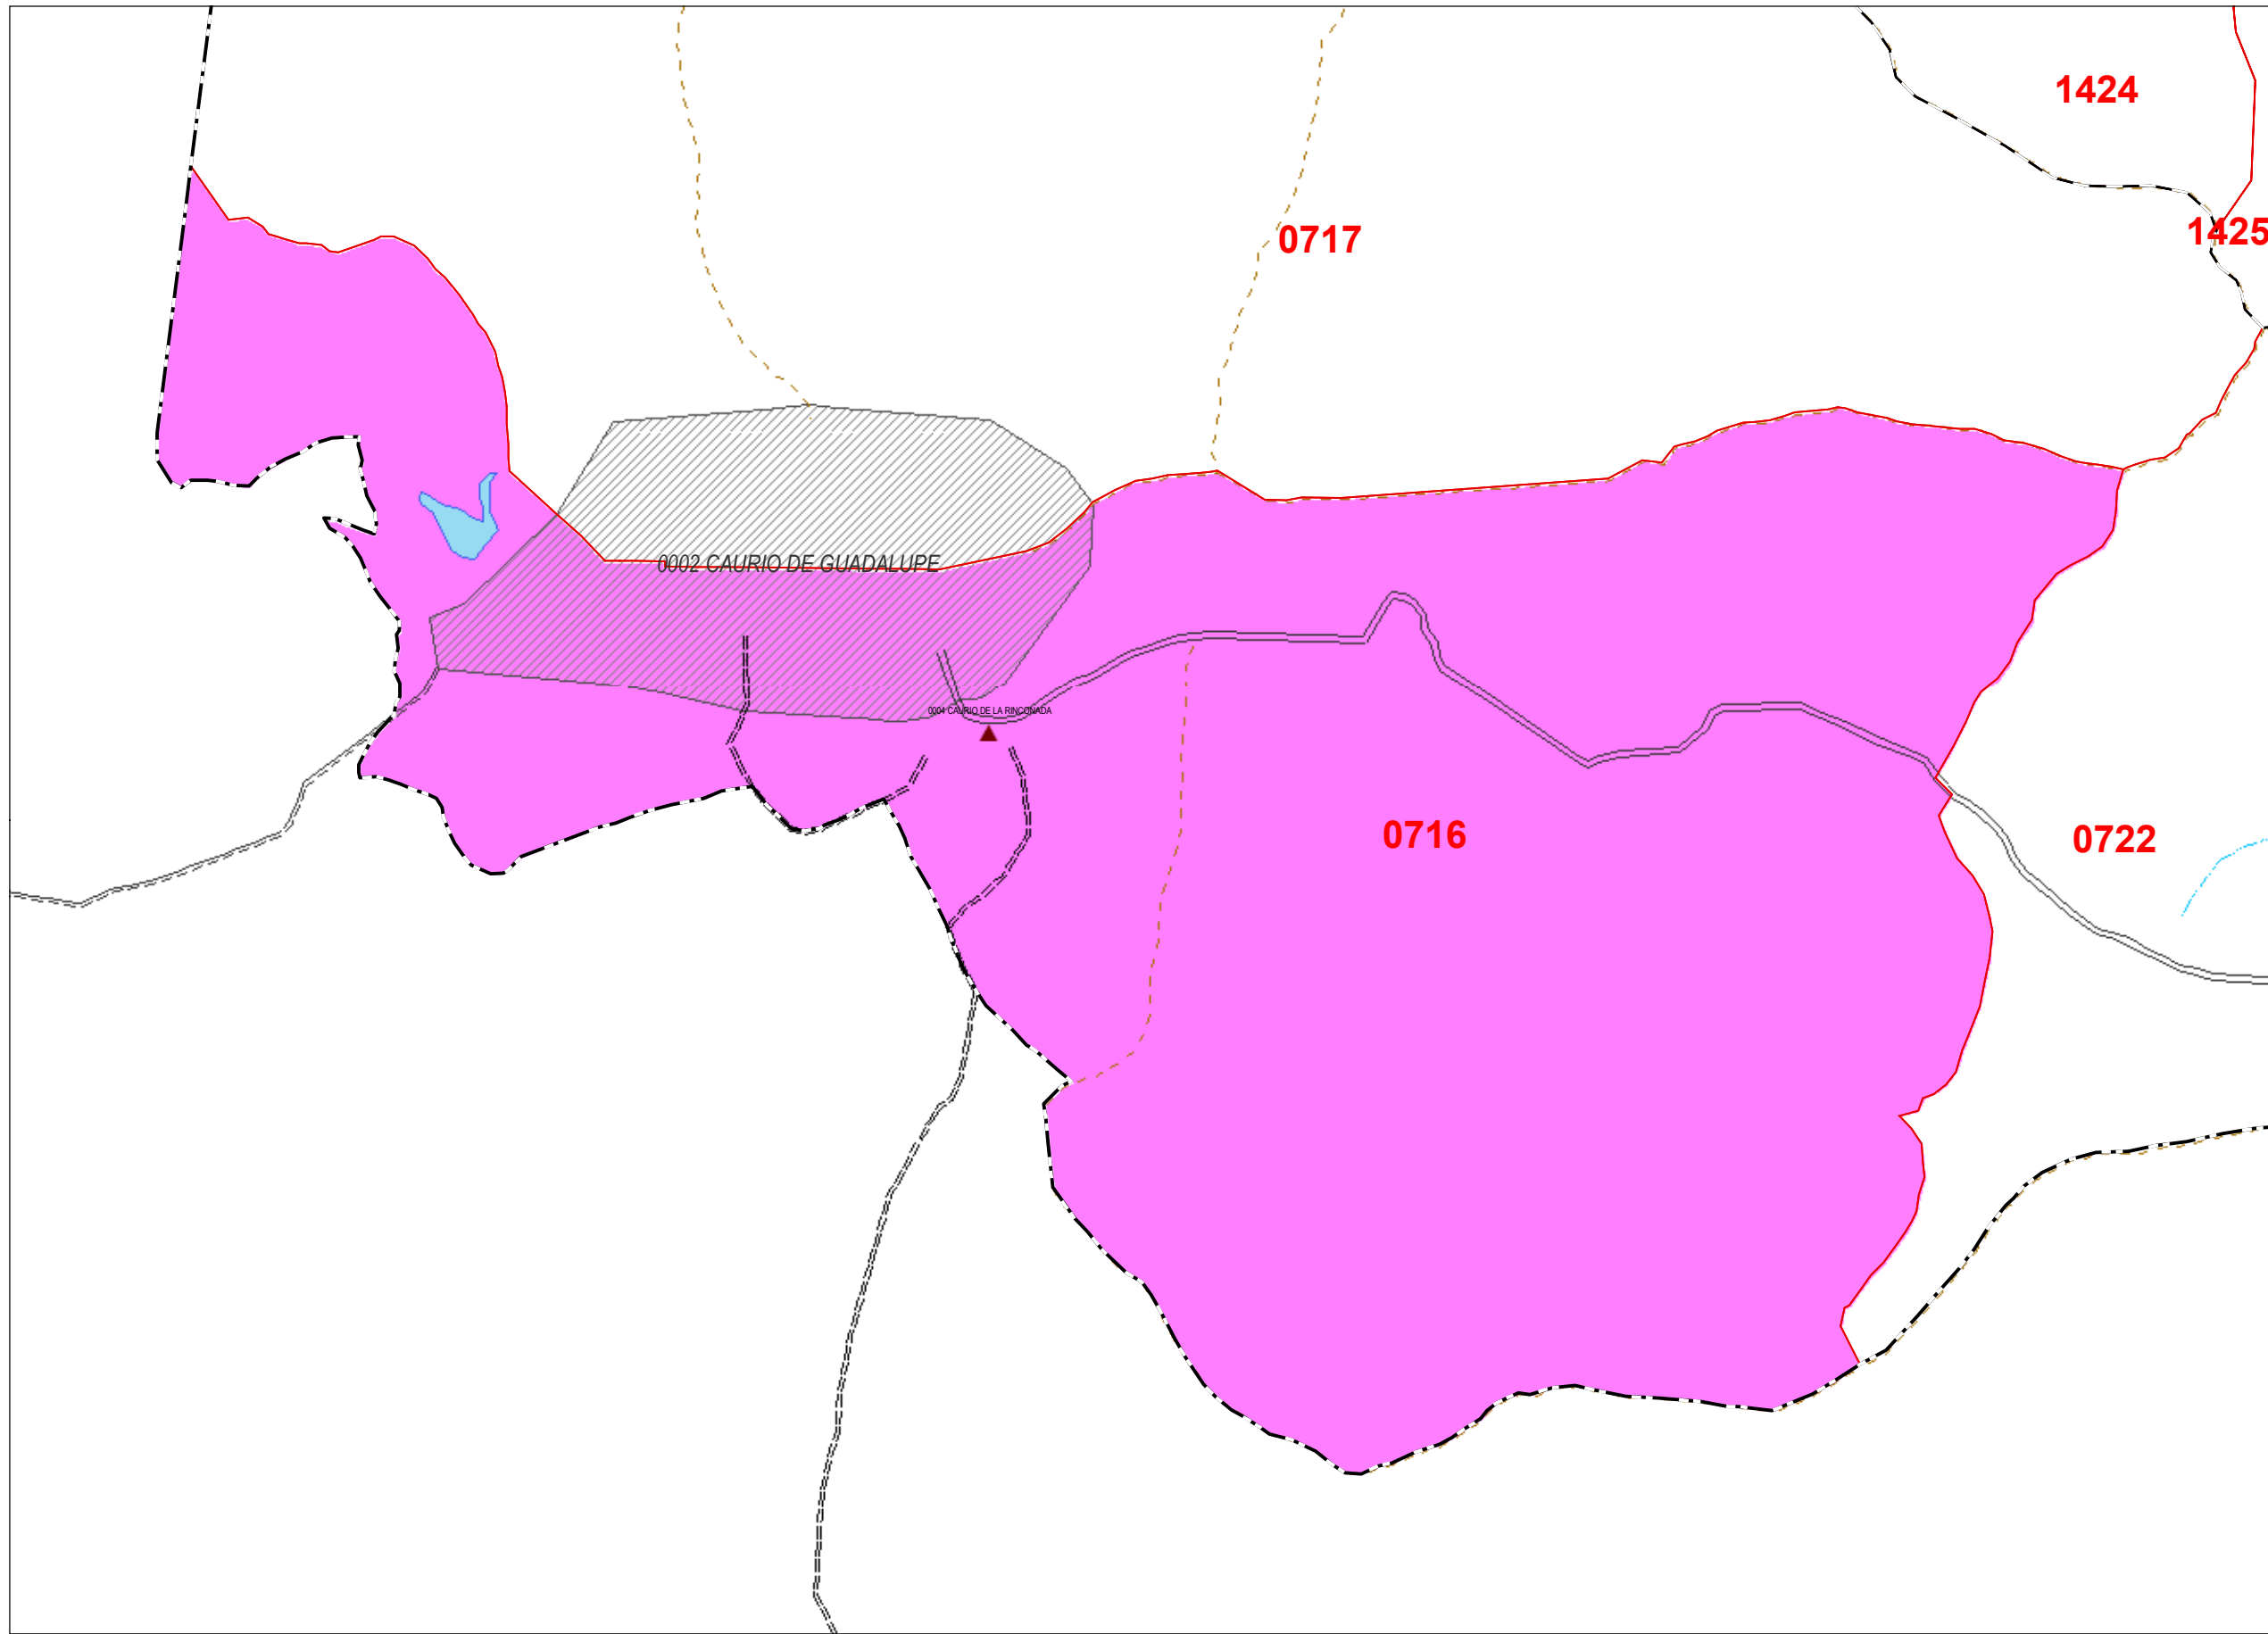 1424
1425
0717
0002 CAURIO DE GUADALUPE
0004 CAURIO DE LA RINCONADA
0716
0722